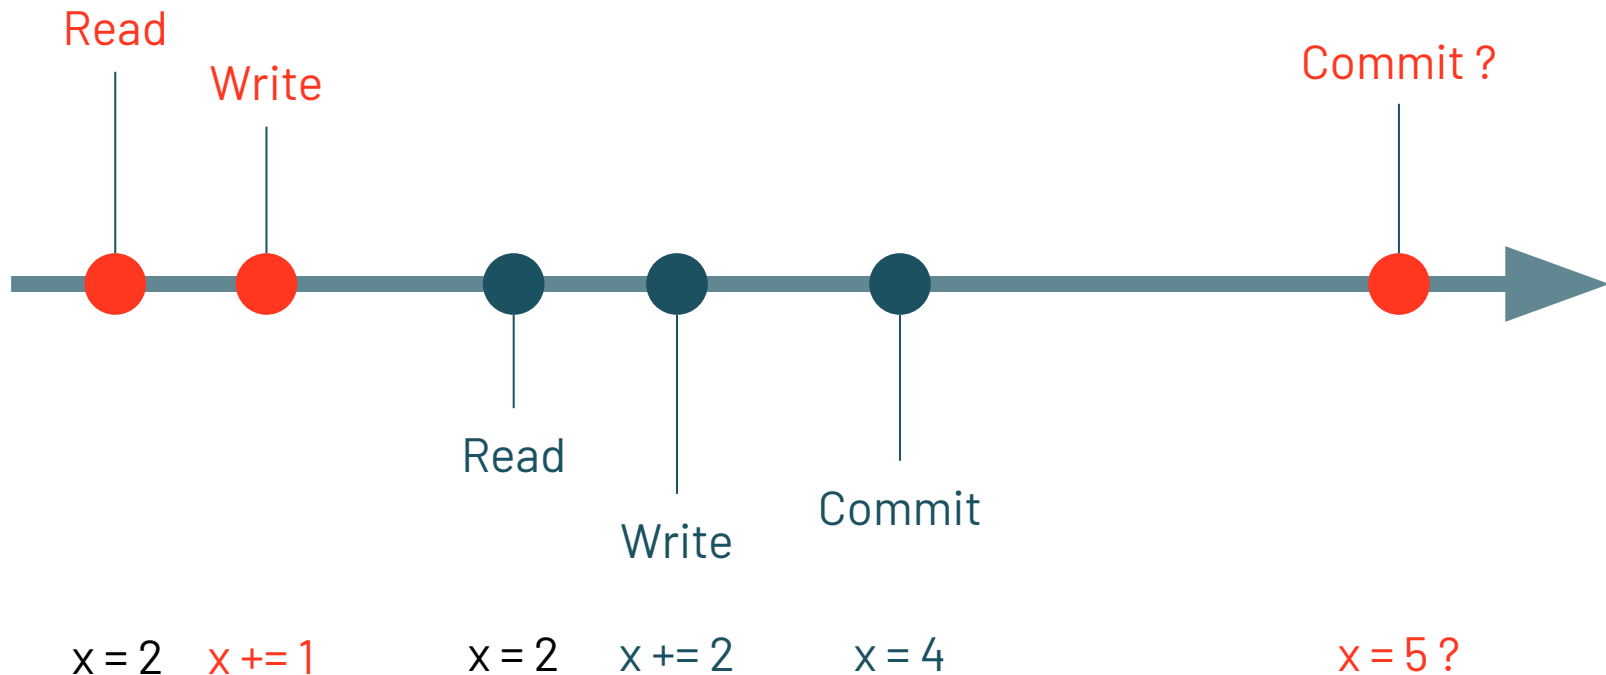 Read
Write
Commit ?
Read
Write
Commit
x = 2
x += 1
x = 2
x += 2
x = 4
x = 5 ?